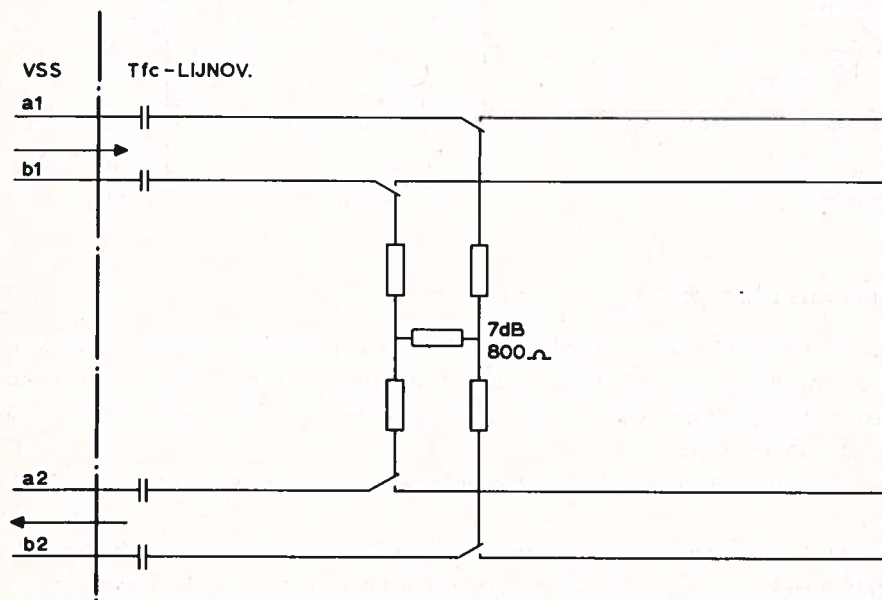 VSS
Tfc-LIJNOV.
a1
b1
7dB
800Ω
a2
b2